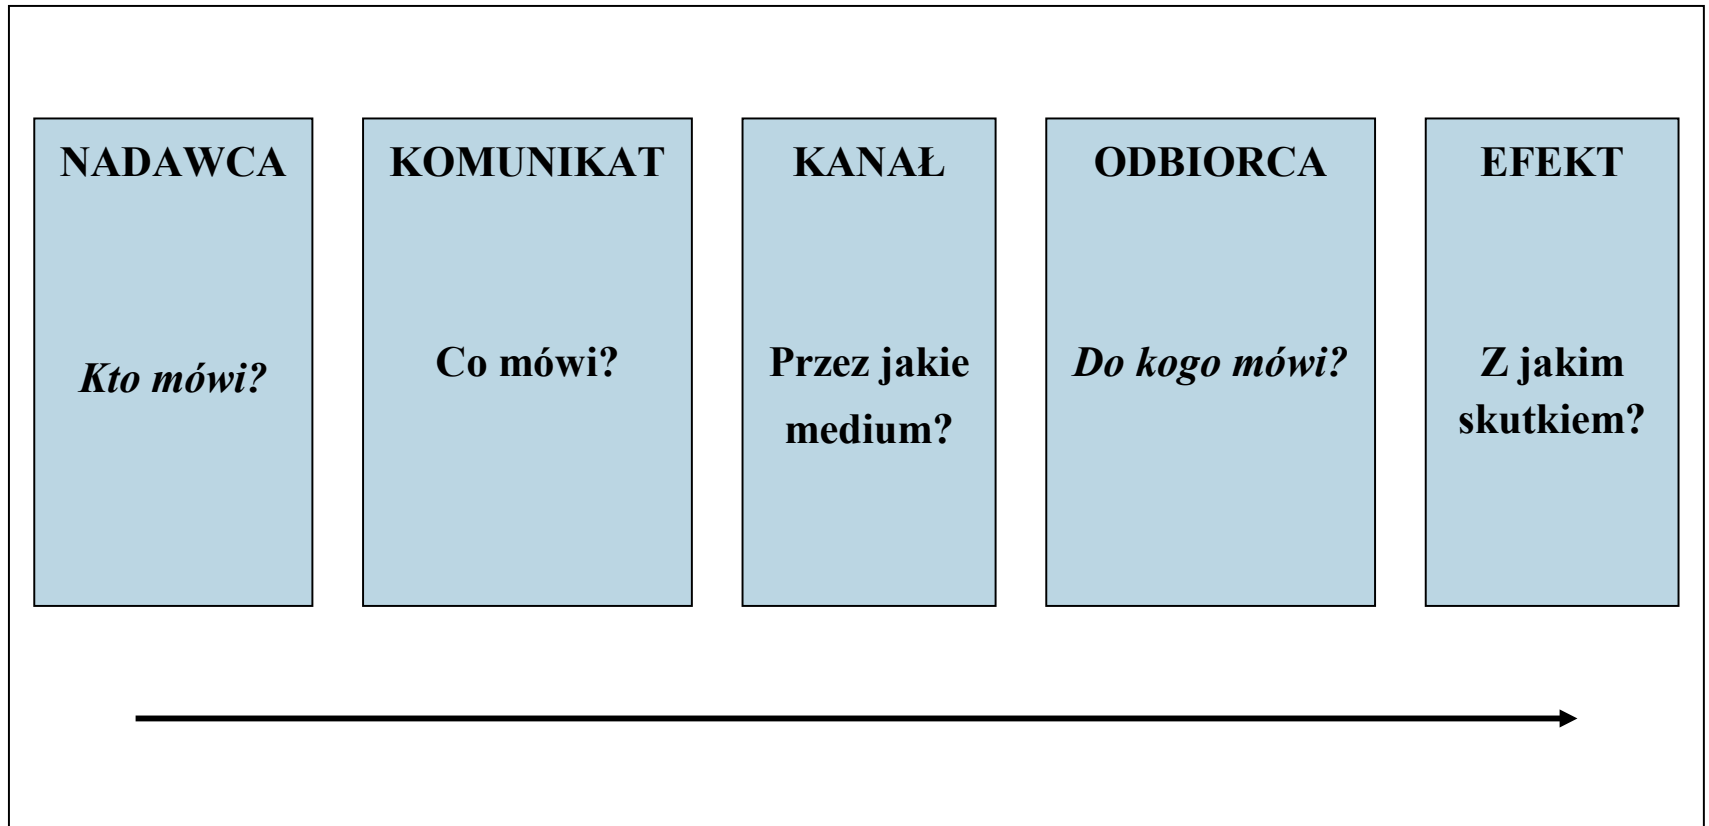 NADAWCA
Kto mówi?
KOMUNIKAT
Co mówi?
KANAŁ
Przez jakie
medium?
ODBIORCA
Do kogo mówi?
EFEKT
Z jakim
skutkiem?